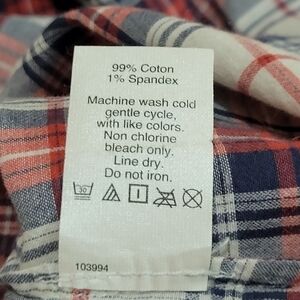 99% Coton
1% Spandex
Machine wash cold
gentle cycle,
with like colors.
Non chlorine
bleach only.
Line dry.
Do not iron.
103994